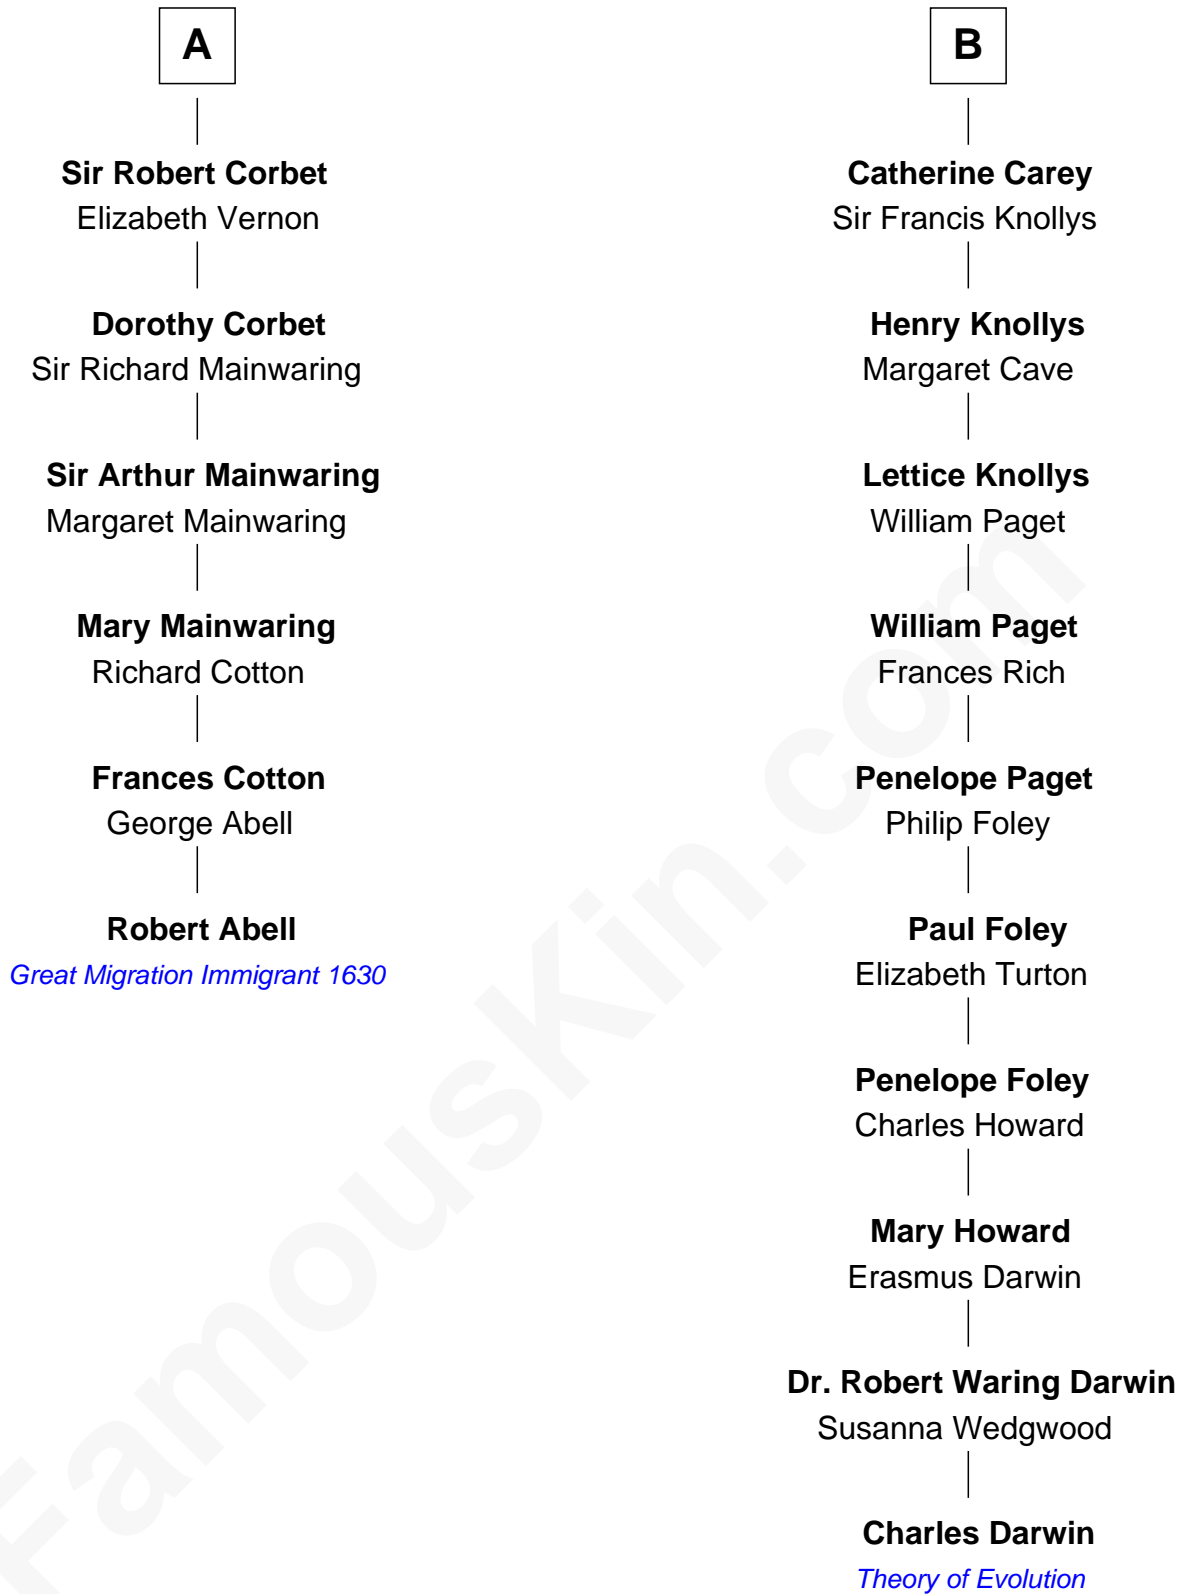 A
Sir Robert Corbet
Elizabeth Vernon
Dorothy Corbet
Sir Richard Mainwaring
Sir Arthur Mainwaring
Margaret Mainwaring
Mary Mainwaring
Richard Cotton
Frances Cotton
George Abell
Robert Abell
Great Migration Immigrant 1630
B
Catherine Carey
Sir Francis Knollys
Henry Knollys
Margaret Cave
Lettice Knollys
William Paget
William Paget
Frances Rich
Penelope Paget
Philip Foley
Paul Foley
Elizabeth Turton
Penelope Foley
Charles Howard
Mary Howard
Erasmus Darwin
Dr. Robert Waring Darwin
Susanna Wedgwood
Charles Darwin
Theory of Evolution
FamousKin.com